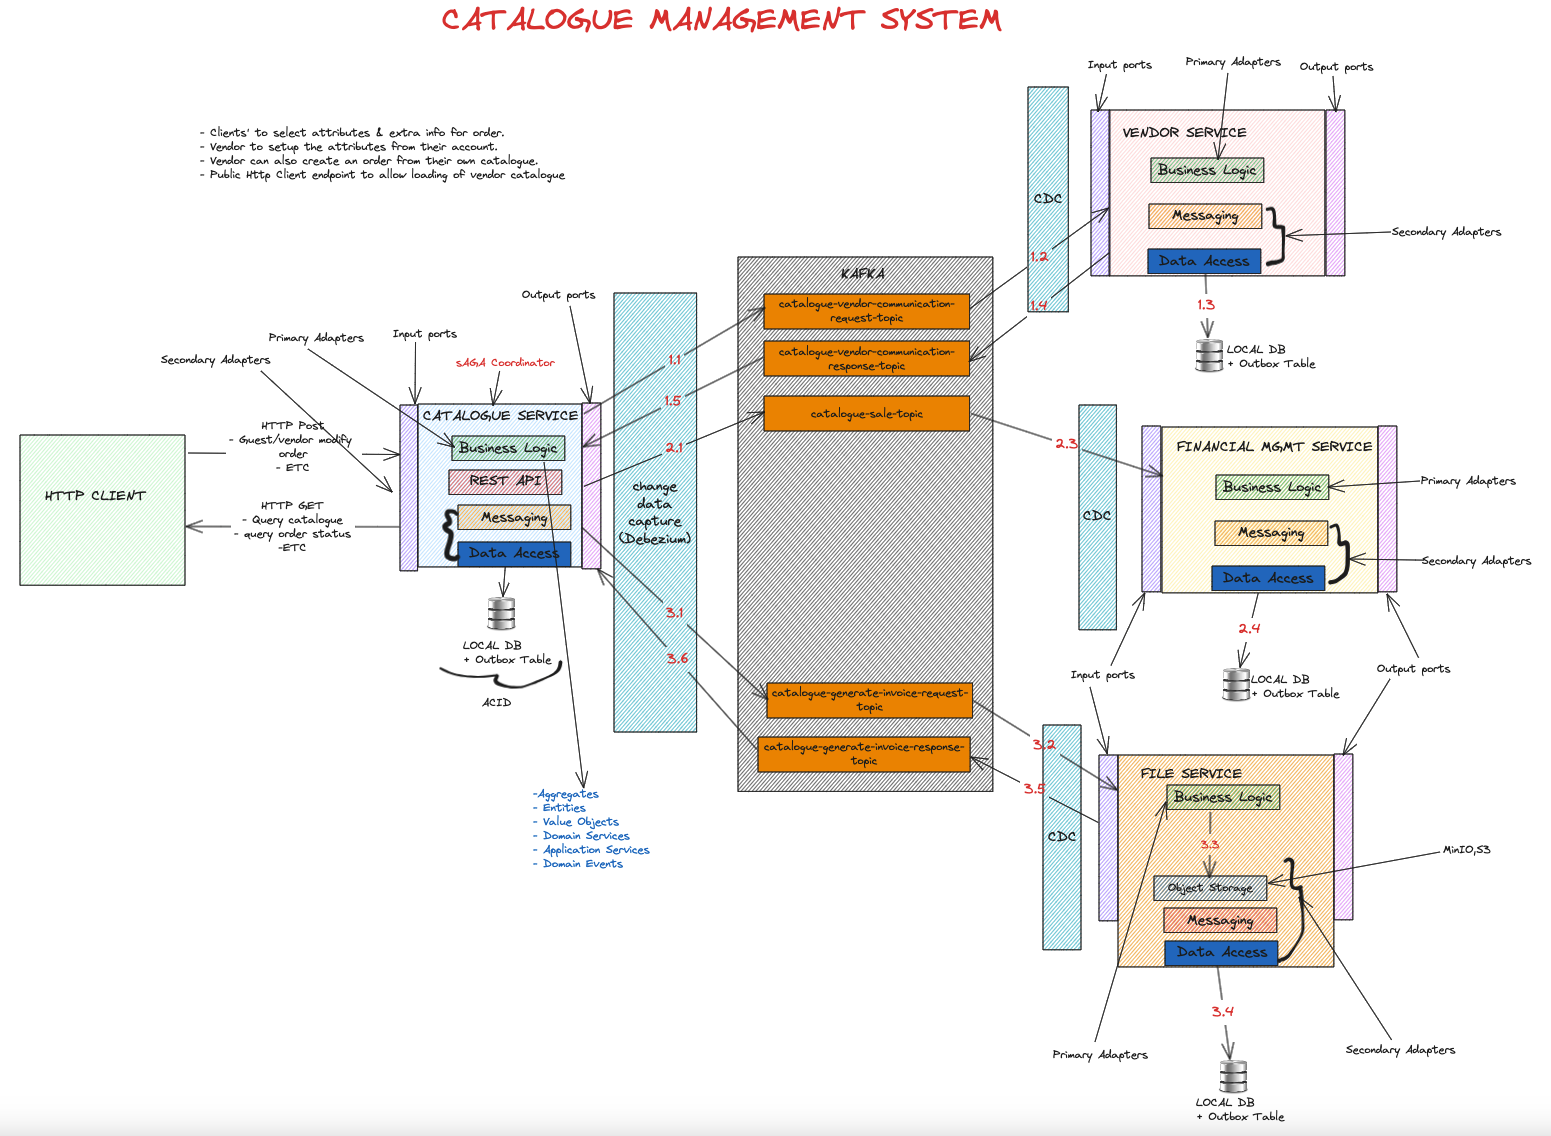 CATALOGUE MANAGEMENT SYSTEM
- Clients' to select attributes & extra info for order.
- Vendor to setup the attributes from their account.
- Vendor can also create an order from their own catalogue.
- Public Http Client endpoint to allow loading of vendor catalogue
Input ports
Primary Adapters
Output ports
CDC
VENDOR SERVICE
Business Logic
Messaging
Data Access
Secondary Adapters
1.2
1.4
1.3
LOCAL DB
+ Outbox Table
KAFKA
catalogue-vendor-communication-
request-topic
catalogue-vendor-communication-
response-topic
catalogue-sale-topic
catalogue-generate-invoice-request-
topic
catalogue-generate-invoice-response-
topic
Output ports
Input ports
Primary Adapters
Secondary Adapters
sAGA Coordinator
1.1
1.5
2.1
3.1
3.6
change
data
capture
(Debezium)
CATALOGUE SERVICE
Business Logic
REST API
Messaging
Data Access
HTTP Post
- Guest/vendor modify
order
- ETC
HTTP CLIENT
HTTP GET
- Query catalogue
- query order status
-ETC
LOCAL DB
+ Outbox Table
ACID
-Aggregates
- Entities
- Value Objects
- Domain Services
- Application Services
- Domain Events
2.3
CDC
FINANCIAL MGMT SERVICE
Business Logic
Messaging
Data Access
Primary Adapters
Secondary Adapters
2.4
LOCAL DB
+ Outbox Table
Input ports
Output ports
3.2
3.5
CDC
FILE SERVICE
Business Logic
3.3
Object Storage
Messaging
Data Access
MinIO,S3
3.4
Primary Adapters
Secondary Adapters
LOCAL DB
+ Outbox Table